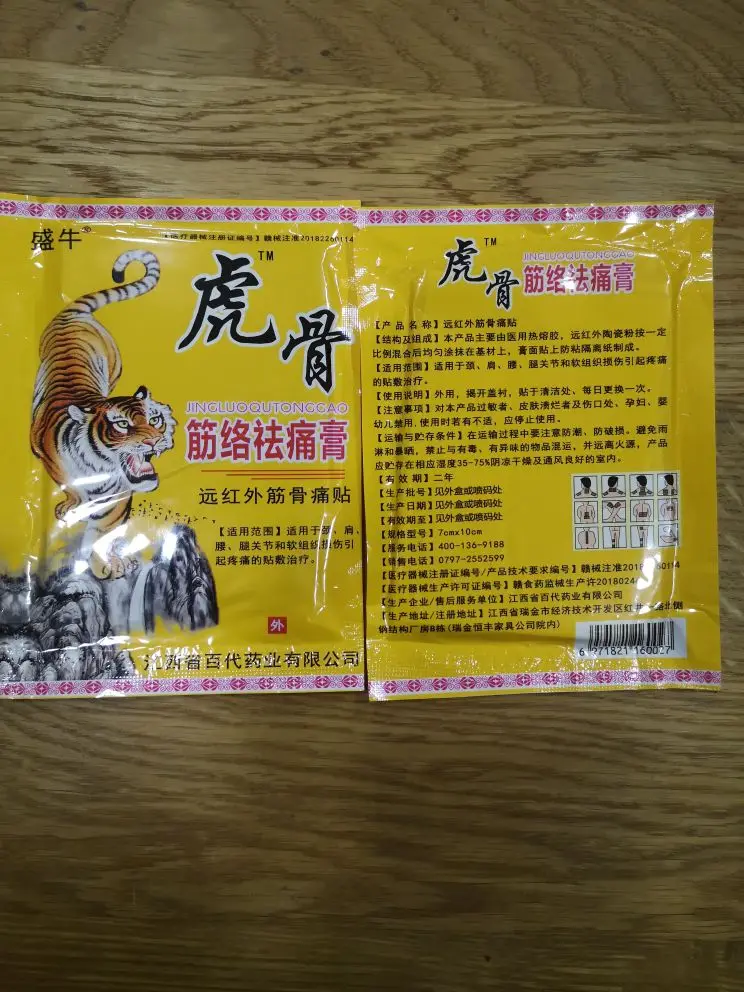 盛牛®
【医疗器械注册证编号】赣械注准20182260114
虎骨™
JINGLUOQUTONGGAO
筋络祛痛膏
远红外筋骨痛贴
【适用范围】适用于颈、肩、
腰、腿关节和软组织损伤引
起疼痛的贴敷治疗。
外
江西省百代药业有限公司
虎骨™
JINGLUOQUTONGGAO
筋络祛痛膏
【产品名称】远红外筋骨痛贴
【结构及组成】本产品主要由医用热熔胶，远红外陶瓷粉按一定
比例混合后均匀涂抹在基材上，膏面贴上防粘隔离纸制成。
【适用范围】适用于颈、肩、腰、腿关节和软组织损伤引起疼痛
的贴敷治疗。
【使用说明】外用，揭开盖衬，贴于清洁处、每日更换一次。
【注意事项】对本产品过敏者、皮肤溃烂者及伤口处、孕妇、婴
幼儿禁用，使用时若有不适，应停止使用。
【运输与贮存条件】在运输过程中要注意防潮、防破损。避免雨
淋和暴晒，禁止与有毒、有异味的物品混运。并远离火源，产品
应贮存在相应湿度35-75%阴凉干燥及通风良好的室内。
【有效期】二年
【生产批号】见外盒或喷码处
【生产日期】见外盒或喷码处
【有效期至】见外盒或喷码处
【规格型号】7cmx10cm
【服务电话】400-136-9188
【销售电话】0797-2552599
【医疗器械注册证编号/产品技术要求编号】赣械注准20182260114
【医疗器械生产许可证编号】赣食药监械生产许2018024
【生产企业/售后服务单位】江西省百代药业有限公司
【生产地址/注册地址】江西省瑞金市经济技术开发区红井一路北侧
钢结构厂房B栋(瑞金恒丰家具公司院内)
6 971821 160027